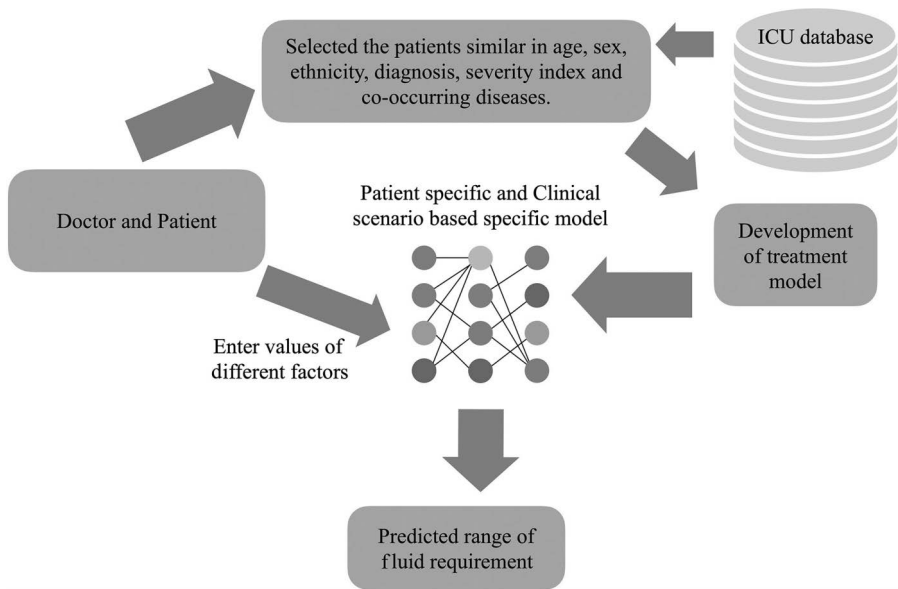 Selected the patients similar in age, sex,
ethnicity, diagnosis, severity index and
co-occurring diseases.
ICU database
Doctor and Patient
Patient specific and Clinical
scenario based specific model
Development
of treatment
model
Enter values of
different factors
Predicted range of
fluid requirement